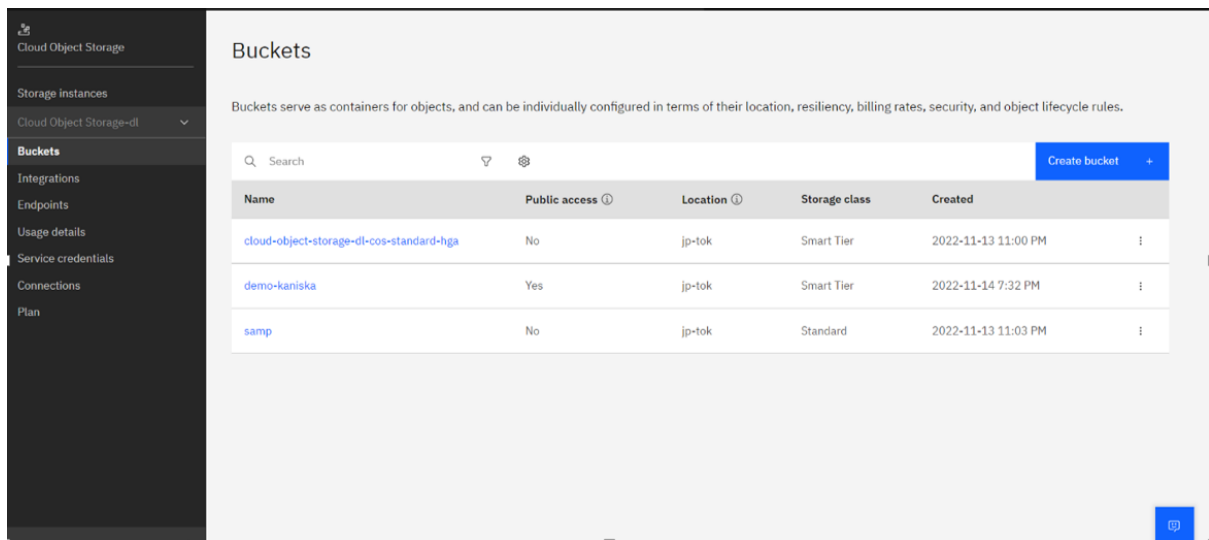 Cloud Object Storage
Storage instances
Cloud Object Storage-dl
Buckets
Integrations
Endpoints
Usage details
Service credentials
Connections
Plan
Buckets
Buckets serve as containers for objects, and can be individually configured in terms of their location, resiliency, billing rates, security, and object lifecycle rules.
Search Create bucket +
Name Public access Location Storage class Created
cloud-object-storage-dl-cos-standard-hga No jp-tok Smart Tier 2022-11-13 11:00 PM
demo-kaniska Yes jp-tok Smart Tier 2022-11-14 7:32 PM
samp No jp-tok Standard 2022-11-13 11:03 PM